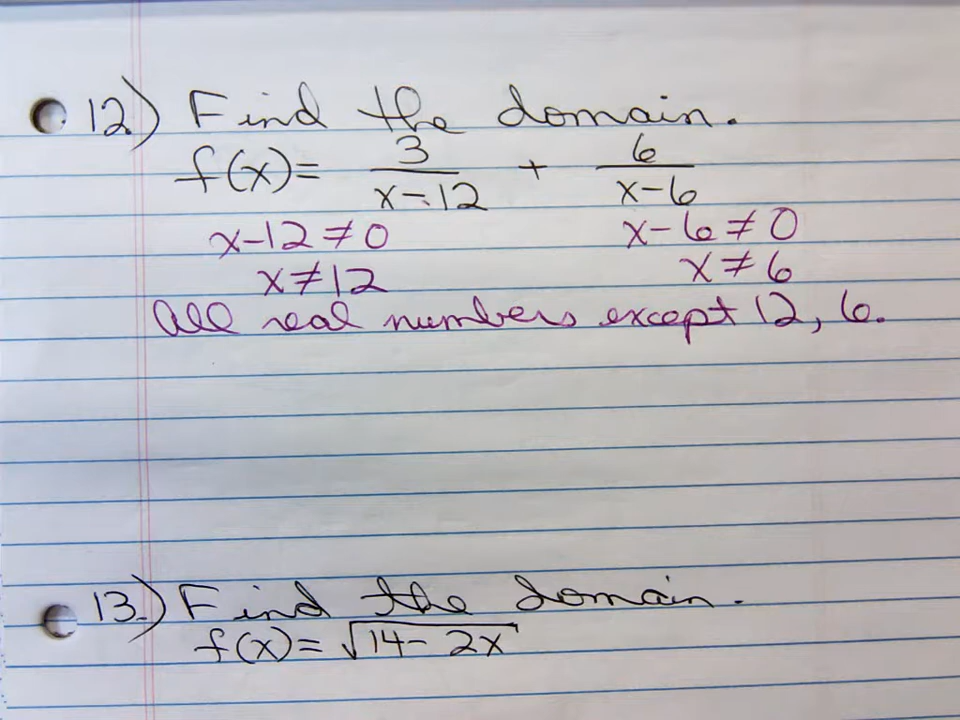 12.) Find the domain.
f(x)= 3/(x-12) + 6/(x-6)
x-12≠0 x-6≠0
x≠12 x≠6
All real numbers except 12, 6.
13.) Find the domain.
f(x)= √(14-2x)